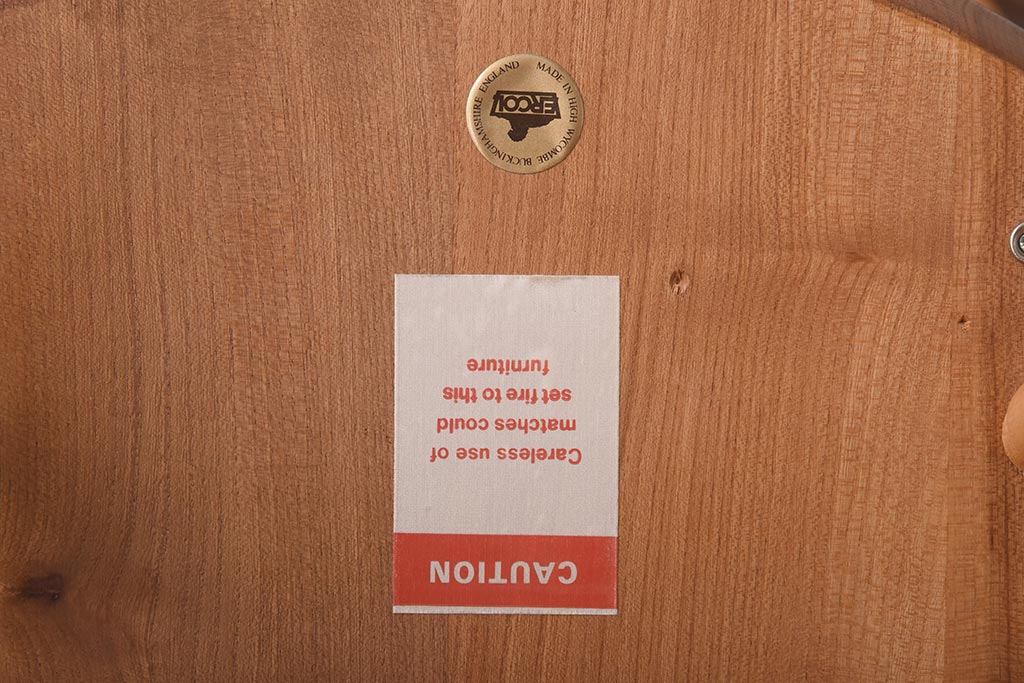 MADE IN HIGH WYCOMBE BUCKINGHAMSHIRE ENGLAND
ERCOL
CAUTION
Careless use of
matches could
set fire to this
furniture